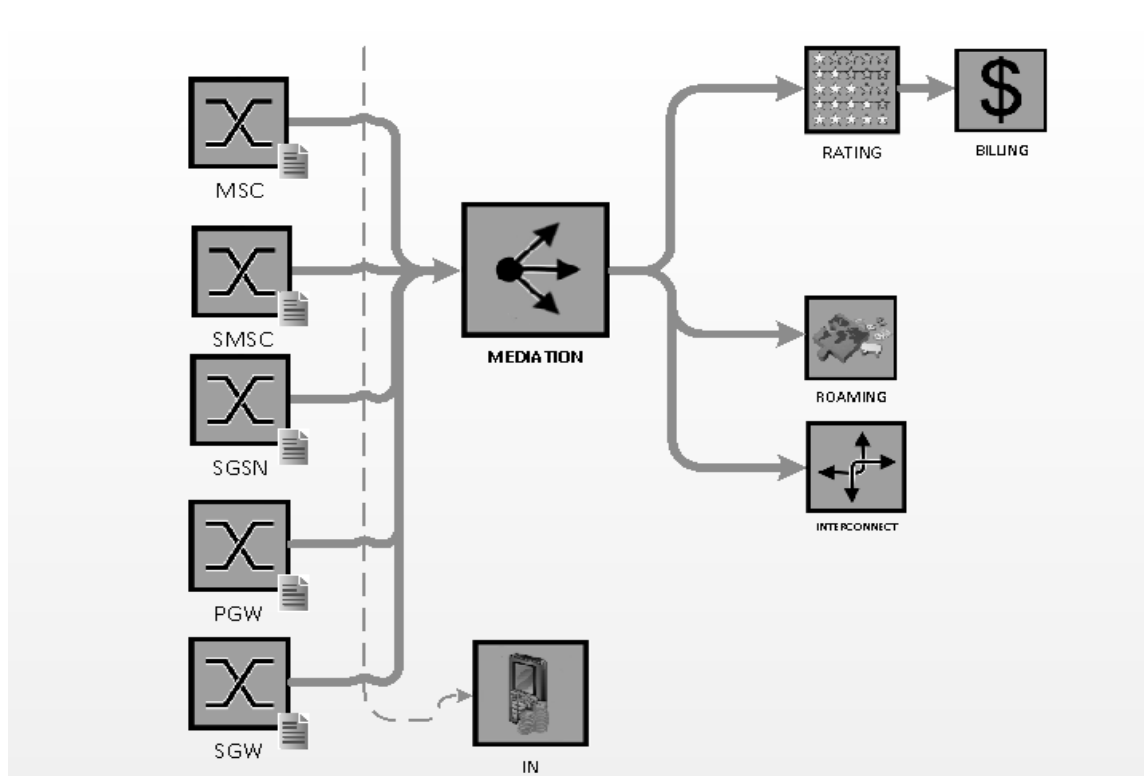 MSC
SMSC
SGSN
PGW
SGW
MEDIATION
IN
RATING
$
BILLING
ROAMING
INTERCONNECT